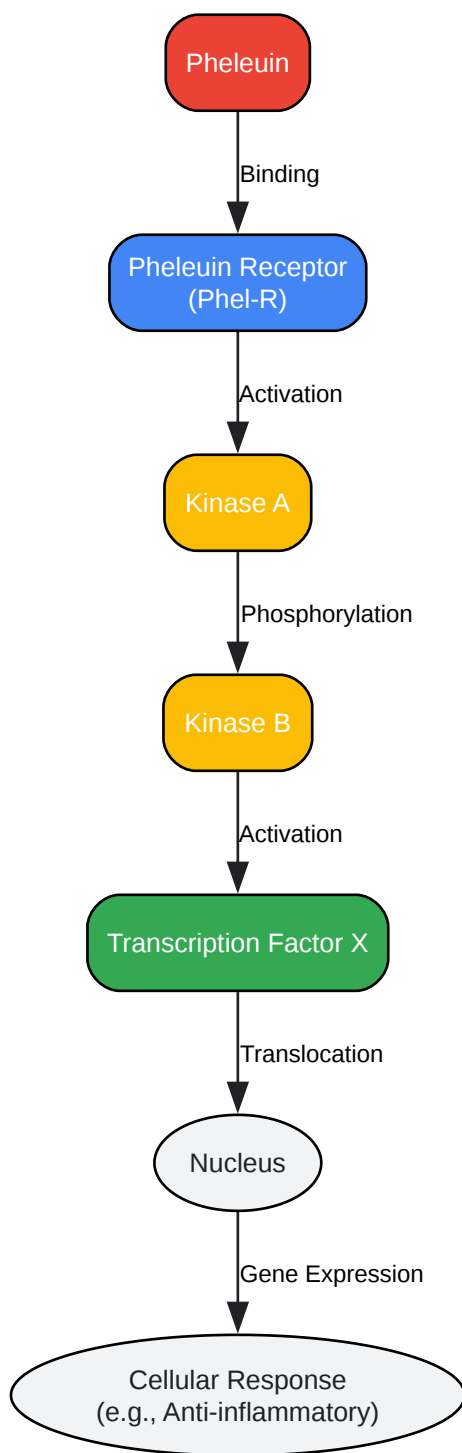 Pheleuin
Binding
Pheleuin Receptor
(Phel-R)
Activation
Kinase A
Phosphorylation
Kinase B
Activation
Transcription Factor X
Translocation
Nucleus
Gene Expression
Cellular Response
(e.g., Anti-inflammatory)